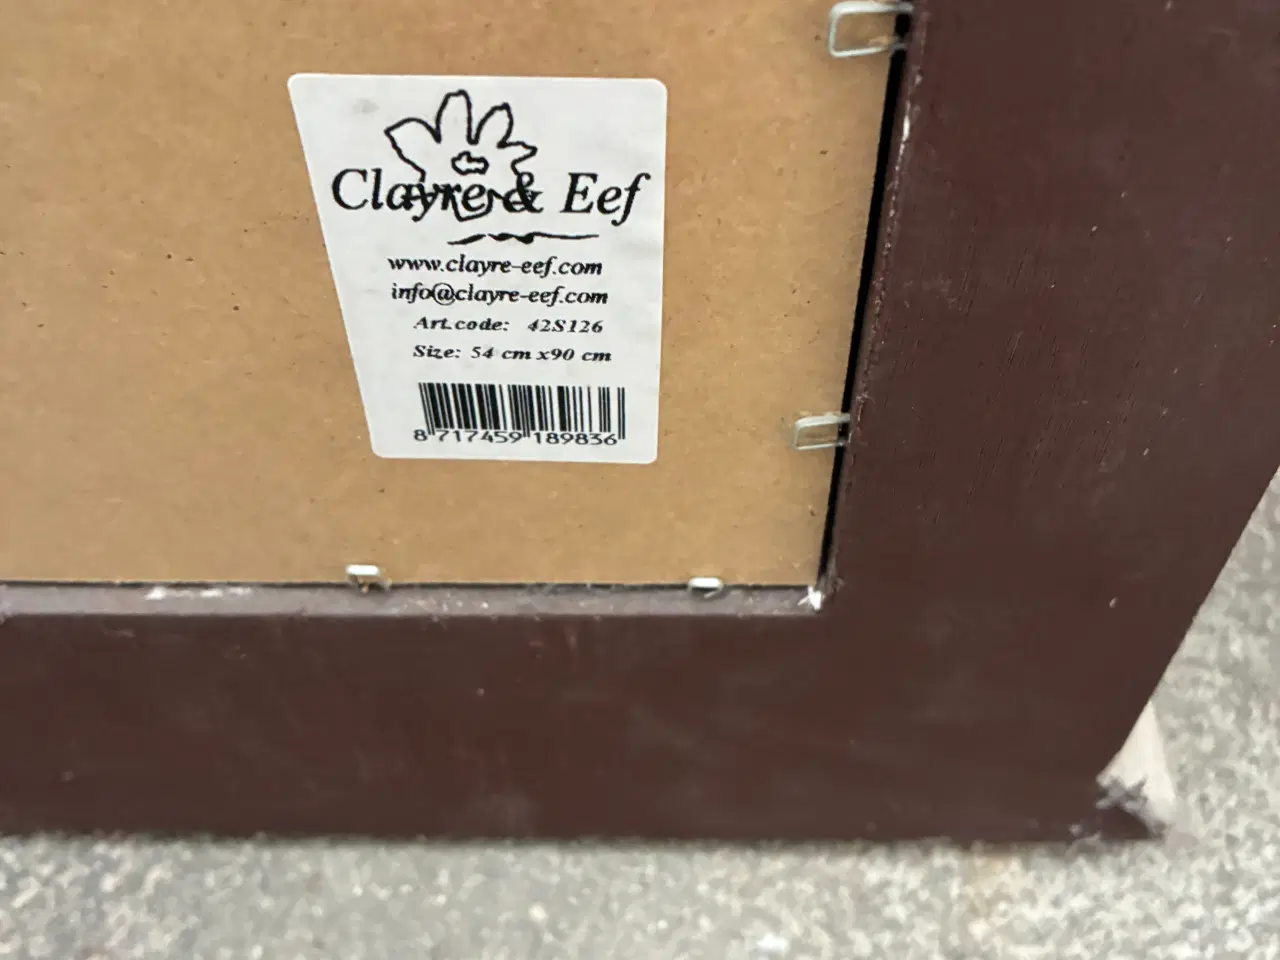 Clayre & Eef
www.clayre-eef.com
info@clayre-eef.com
Art.code: 42S126
Size: 54 cm x90 cm
8 717459 189836